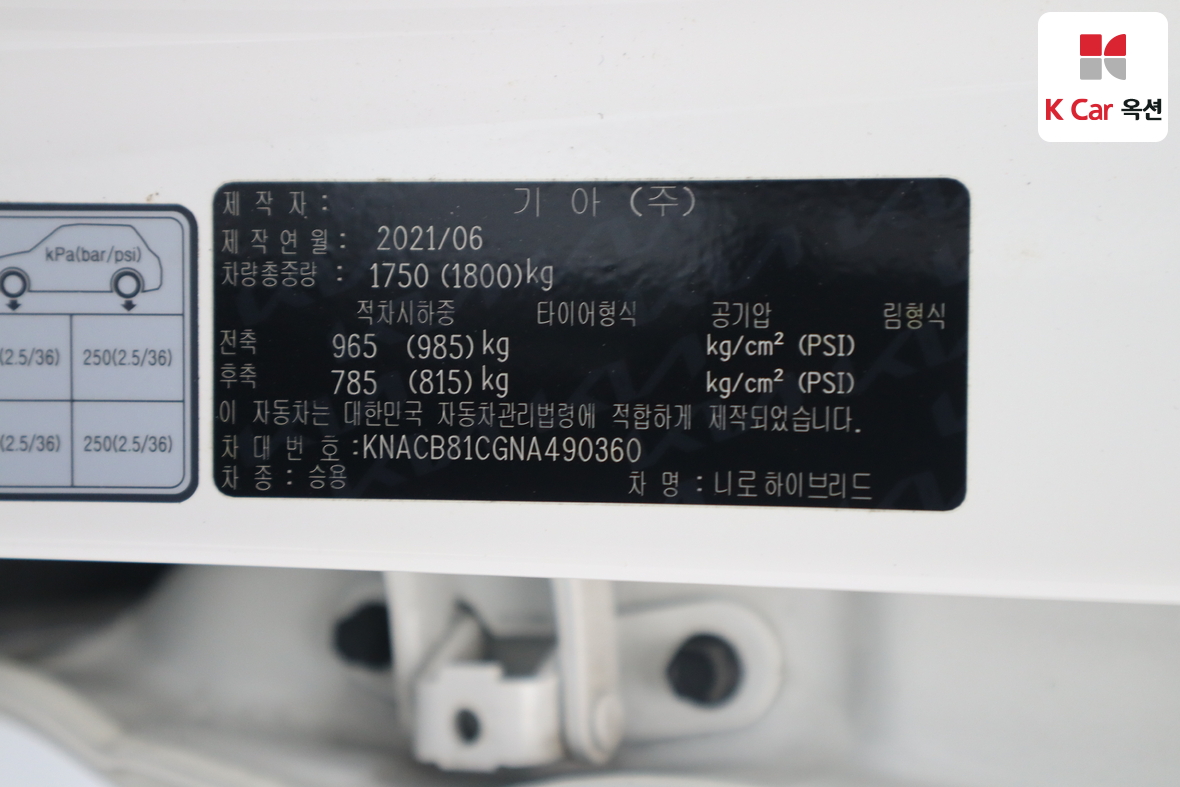 K Car 옥션
kPa(bar/psi)
(2.5/36) 250(2.5/36)
(2.5/36) 250(2.5/36)
제 작 자 : 기 아 (주)
제 작 연 월 : 2021/06
차량총중량 : 1750 (1800)kg
적차시하중 타이어형식 공기압 림형식
전축 965 (985)kg kg/cm² (PSI)
후축 785 (815)kg kg/cm² (PSI)
이 자동차는 대한민국 자동차관리법령에 적합하게 제작되었습니다.
차 대 번 호 :KNACB81CGNA490360
차 종 : 승용 차 명 : 니로하이브리드